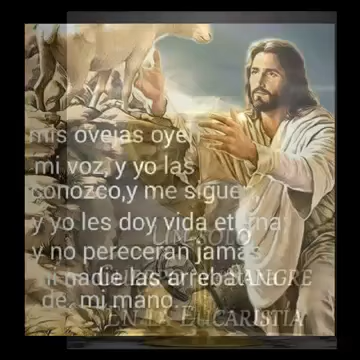 mis ovejas oyen
mi voz, y yo las
conozco,y me siguen
y yo les doy vida eterna
y no pereceran jamás
ni nadie las arrebatara
de mi mano.
UN SOLO
SANGRE
EN LA EUCARISTIA